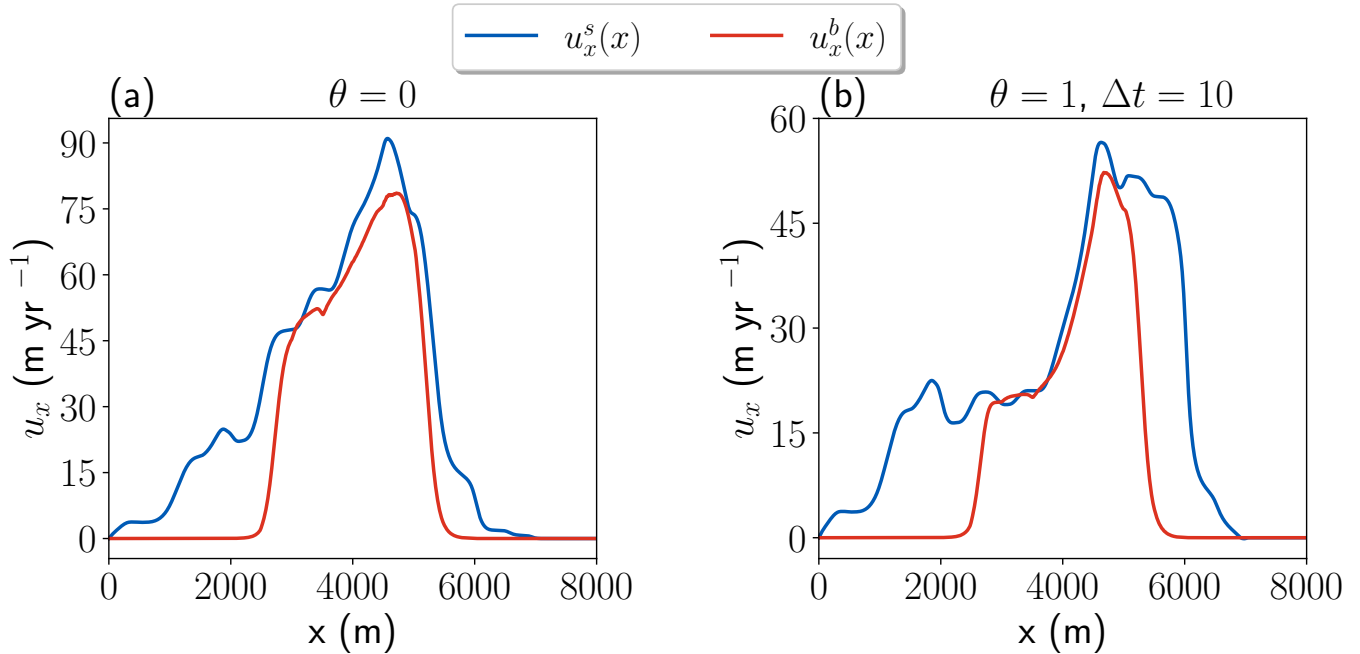 u_x^s(x) u_x^b(x)
(a) θ = 0
90
75
60
45
30
15
0
u_x (m yr ⁻¹)
0 2000 4000 6000 8000
x (m)
(b) θ = 1, Δt = 10
60
45
30
15
0
u_x (m yr ⁻¹)
0 2000 4000 6000 8000
x (m)